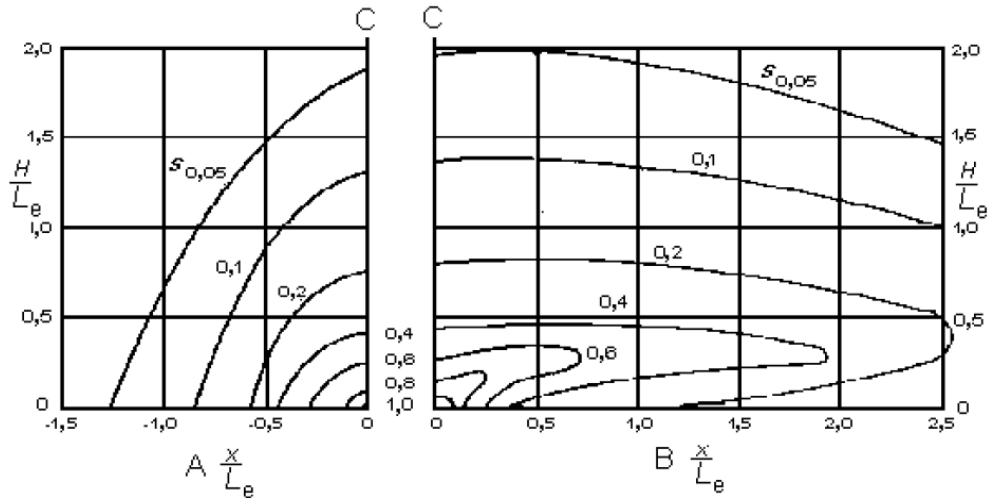 C C
2,0 2,0
s0,05 s0,05
1,5 1,5
s0,05 0,1
H/Le H/Le
1,0 1,0
0,1 0,2
0,2 0,4
0,5 0,4 0,5
0,6 0,6
0,8
0 1,0 0
-1,5 -1,0 -0,5 0 0 0,5 1,0 1,5 2,0 2,5
A x/Le B x/Le